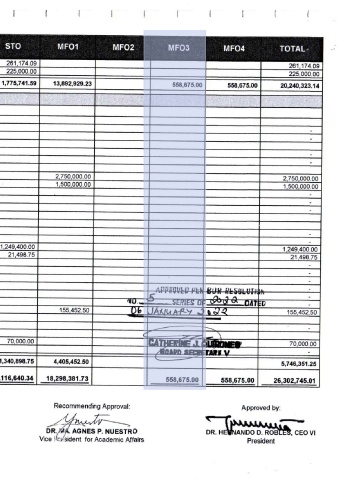 STO MFO1 MFO2 MFO3 MFO4 TOTAL
261,174.09 261,174.09
225,000.00 225,000.00
1,775,741.59 13,892,929.23 558,675.00 558,675.00 20,240,323.14
-
-
-
-
-
2,750,000.00 2,750,000.00
1,500,000.00 1,500,000.00
-
-
-
-
-
-
1,249,400.00 1,249,400.00
21,498.75 21,498.75
-
-
-
APPROVED PER BOR RESOLUTION
NO. 5 SERIES OF 2022 DATED
06 JANUARY 2022
155,452.50 155,452.50
-
-
70,000.00 70,000.00
CATHERINE J.
BOARD SECRETARY V
1,340,898.75 4,405,452.50 5,746,351.25
,116,640.34 18,298,381.73 558,675.00 558,675.00 26,302,745.01
Recommending Approval: Approved by:
DR. MA. AGNES P. NUESTRO DR. HERNANDO D. ROBLES, CEO VI
Vice President for Academic Affairs President